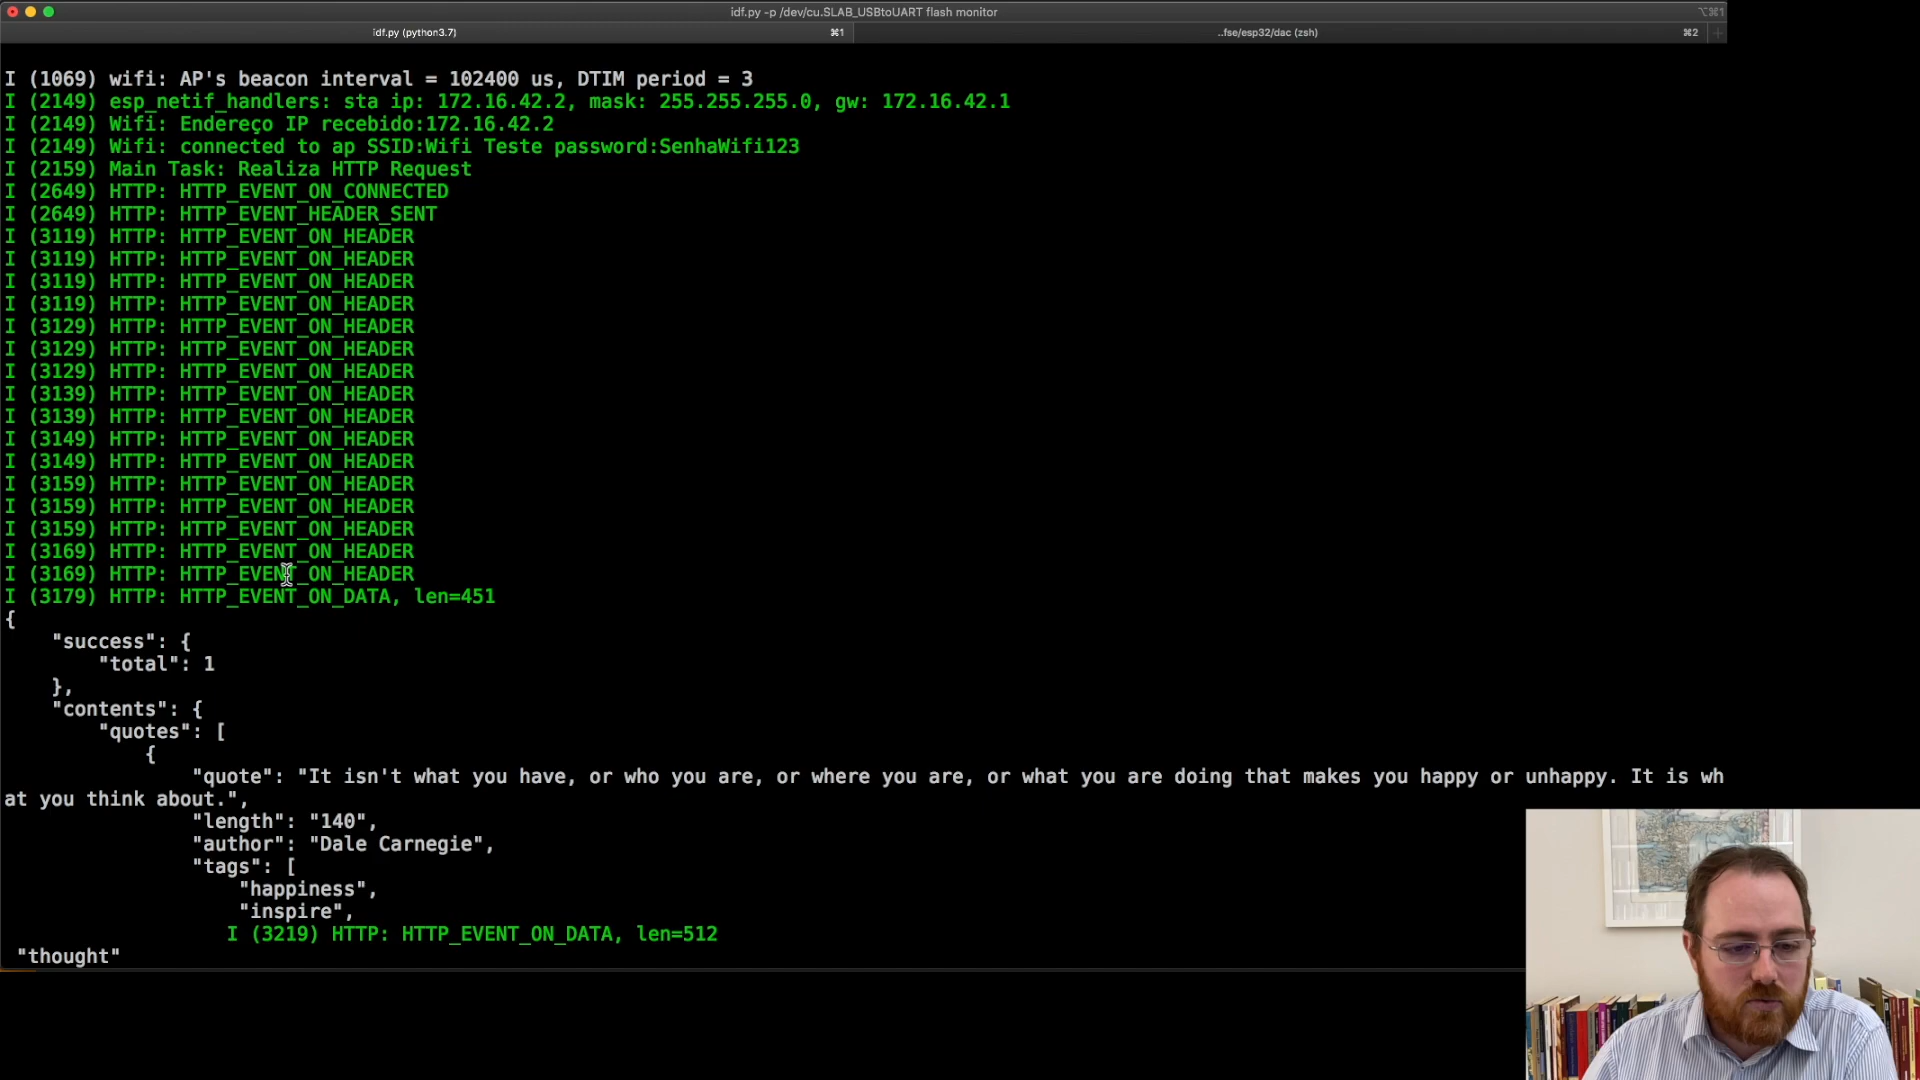 idf.py -p /dev/cu.SLAB_USBtoUART flash monitor
⌥⌘1
idf.py (python3.7)
⌘1
..fse/esp32/dac (zsh)
⌘2
+
I (1069) wifi: AP's beacon interval = 102400 us, DTIM period = 3
I (2149) esp_netif_handlers: sta ip: 172.16.42.2, mask: 255.255.255.0, gw: 172.16.42.1
I (2149) Wifi: Endereço IP recebido:172.16.42.2
I (2149) Wifi: connected to ap SSID:Wifi Teste password:SenhaWifi123
I (2159) Main Task: Realiza HTTP Request
I (2649) HTTP: HTTP_EVENT_ON_CONNECTED
I (2649) HTTP: HTTP_EVENT_HEADER_SENT
I (3119) HTTP: HTTP_EVENT_ON_HEADER
I (3119) HTTP: HTTP_EVENT_ON_HEADER
I (3119) HTTP: HTTP_EVENT_ON_HEADER
I (3119) HTTP: HTTP_EVENT_ON_HEADER
I (3129) HTTP: HTTP_EVENT_ON_HEADER
I (3129) HTTP: HTTP_EVENT_ON_HEADER
I (3129) HTTP: HTTP_EVENT_ON_HEADER
I (3139) HTTP: HTTP_EVENT_ON_HEADER
I (3139) HTTP: HTTP_EVENT_ON_HEADER
I (3149) HTTP: HTTP_EVENT_ON_HEADER
I (3149) HTTP: HTTP_EVENT_ON_HEADER
I (3159) HTTP: HTTP_EVENT_ON_HEADER
I (3159) HTTP: HTTP_EVENT_ON_HEADER
I (3159) HTTP: HTTP_EVENT_ON_HEADER
I (3169) HTTP: HTTP_EVENT_ON_HEADER
I (3169) HTTP: HTTP_EVENT_ON_HEADER
I (3179) HTTP: HTTP_EVENT_ON_DATA, len=451
{
    "success": {
        "total": 1
    },
    "contents": {
        "quotes": [
            {
                "quote": "It isn't what you have, or who you are, or where you are, or what you are doing that makes you happy or unhappy. It is wh
at you think about.",
                "length": "140",
                "author": "Dale Carnegie",
                "tags": [
                    "happiness",
                    "inspire",
                   I (3219) HTTP: HTTP_EVENT_ON_DATA, len=512
 "thought"